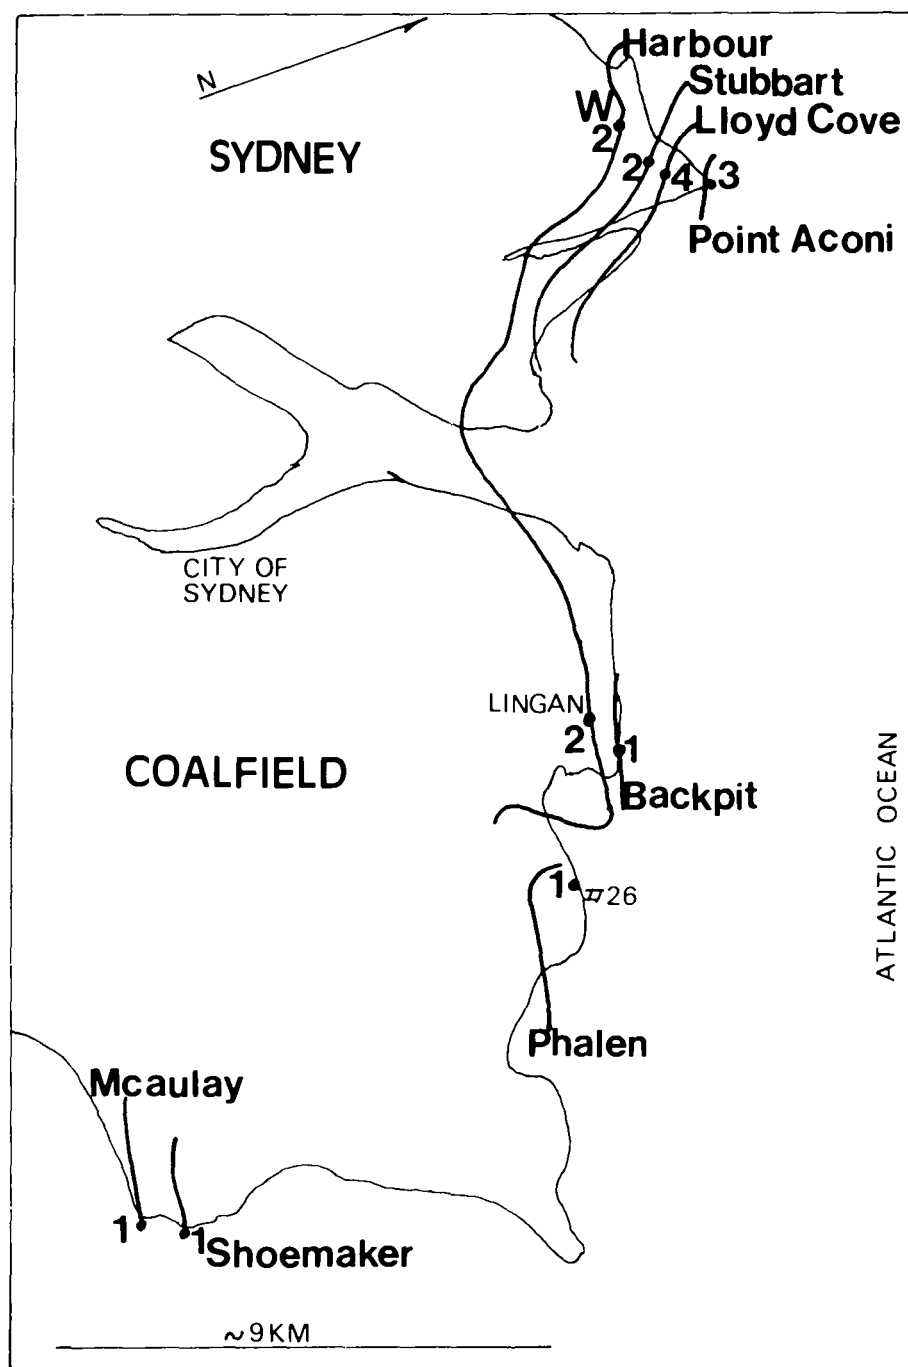 N
SYDNEY
Harbour
Stubbart
Lloyd Cove
W
2
2
4
3
Point Aconi
CITY OF
SYDNEY
LINGAN
2
1
COALFIELD
Backpit
1
#26
ATLANTIC OCEAN
Phalen
Mcaulay
1
1
Shoemaker
~9KM